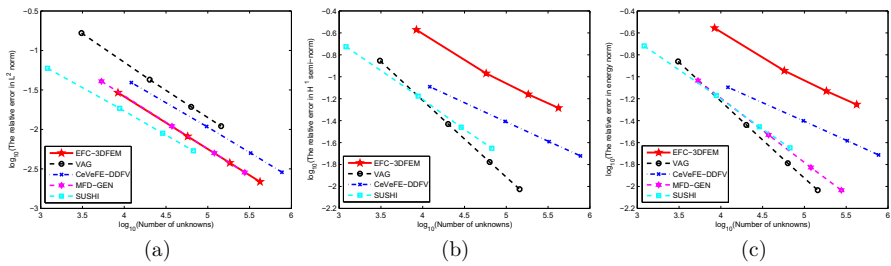 −0.5
−1
−1.5
−2
−2.5
−3
3
3.5
4
4.5
5
5.5
6
log10(The relative error in L2 norm)
log10(Number of unknowns)
EFC−3DFEM
VAG
CeVeFE−DDFV
MFD−GEN
SUSHI
(a)
−0.4
−0.6
−0.8
−1
−1.2
−1.4
−1.6
−1.8
−2
−2.2
3
3.5
4
4.5
5
5.5
6
log10(The relative error in H−1 semi−norm)
log10(Number of unknowns)
EFC−3DFEM
VAG
CeVeFE−DDFV
SUSHI
(b)
−0.4
−0.6
−0.8
−1
−1.2
−1.4
−1.6
−1.8
−2
−2.2
3
3.5
4
4.5
5
5.5
6
log10(The relative error in energy norm)
log10(Number of unknowns)
EFC−3DFEM
VAG
CeVeFE−DDFV
MFD−GEN
SUSHI
(c)